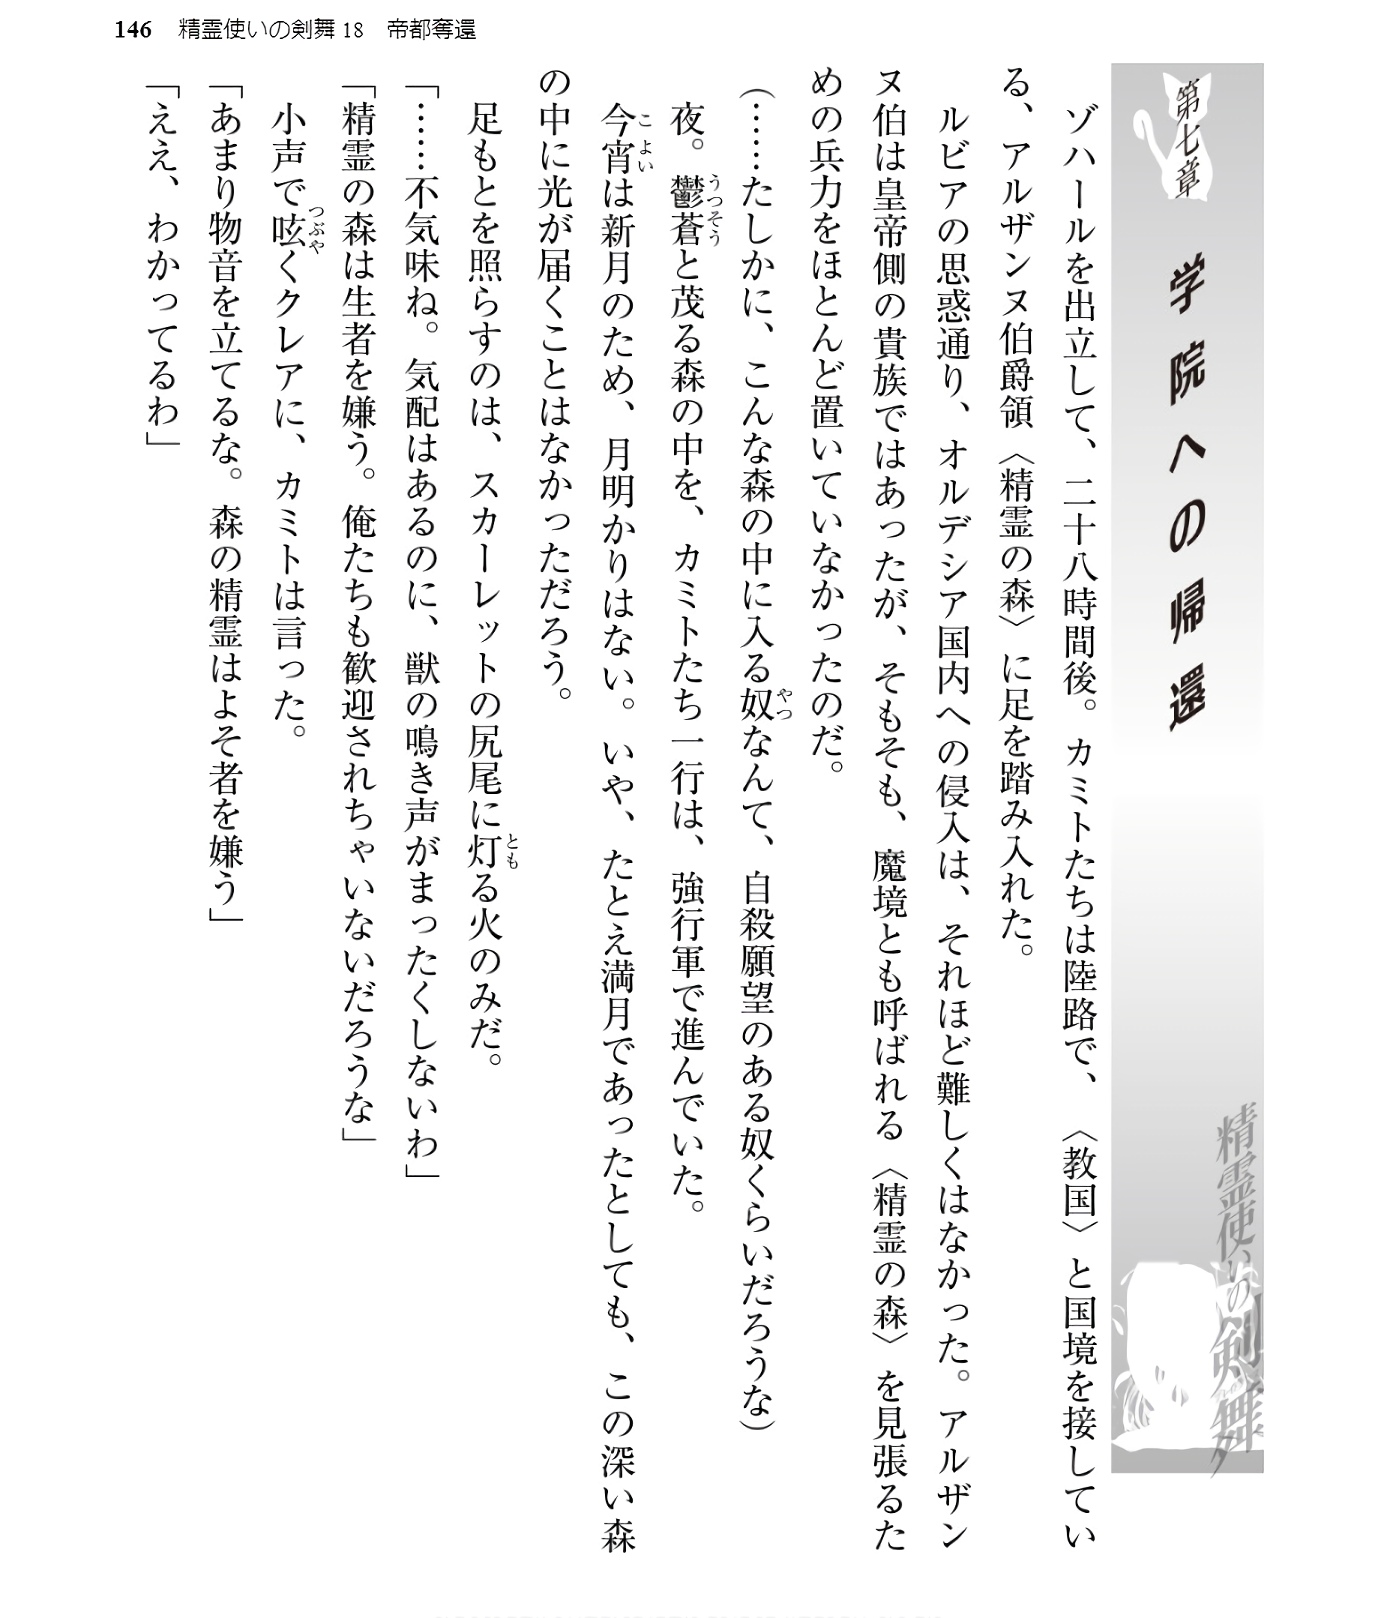 146　精霊使いの剣舞 18　帝都奪還
第七章　学院への帰還
精霊使いの剣舞
　ゾハールを出立して、二十八時間後。カミトたちは陸路で、〈教国〉と国境を接してい
る、アルザンヌ伯爵領〈精霊の森〉に足を踏み入れた。
　ルビアの思惑通り、オルデシア国内への侵入は、それほど難しくはなかった。アルザン
ヌ伯は皇帝側の貴族ではあったが、そもそも、魔境とも呼ばれる〈精霊の森〉を見張るた
めの兵力をほとんど置いていなかったのだ。
(……たしかに、こんな森の中に入る奴なんて、自殺願望のある奴くらいだろうな)
やつ
　夜。鬱蒼と茂る森の中を、カミトたち一行は、強行軍で進んでいた。
うつそう
　今宵は新月のため、月明かりはない。いや、たとえ満月であったとしても、この深い森
こよい
の中に光が届くことはなかっただろう。
　足もとを照らすのは、スカーレットの尻尾に灯る火のみだ。
とも
「……不気味ね。気配はあるのに、獣の鳴き声がまったくしないわ」
「精霊の森は生者を嫌う。俺たちも歓迎されちゃいないだろうな」
　小声で呟くクレアに、カミトは言った。
つぶや
「あまり物音を立てるな。森の精霊はよそ者を嫌う」
「ええ、わかってるわ」